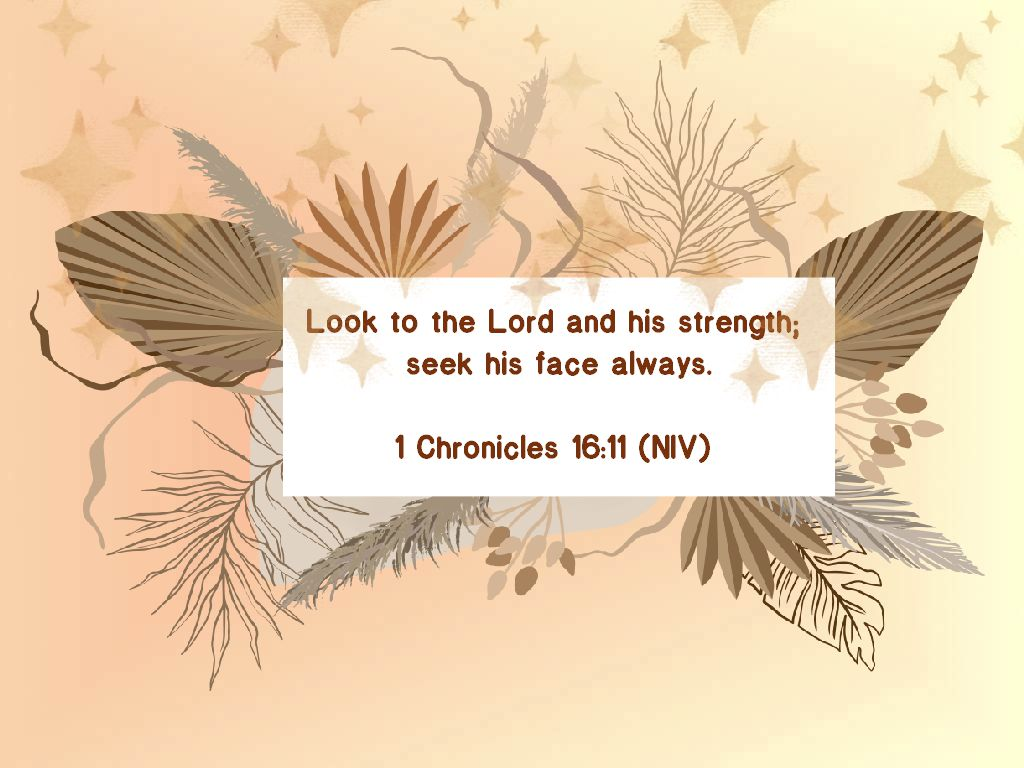 Look to the Lord and his strength;
seek his face always.
1 Chronicles 16:11 (NIV)